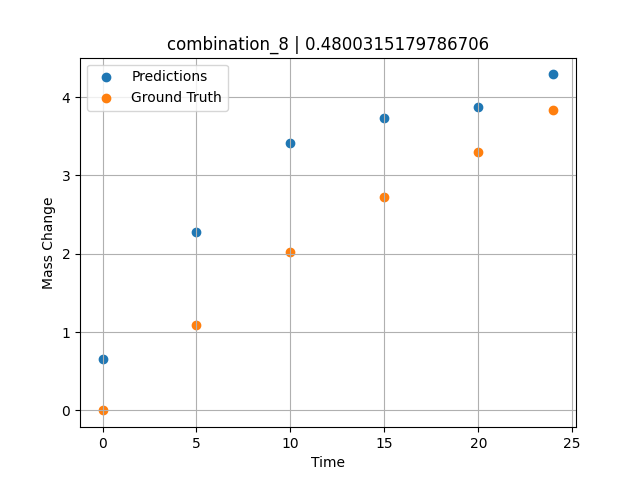 combination_8 | 0.4800315179786706
Predictions
Ground Truth
Mass Change
4
3
2
1
0
0 5 10 15 20 25
Time